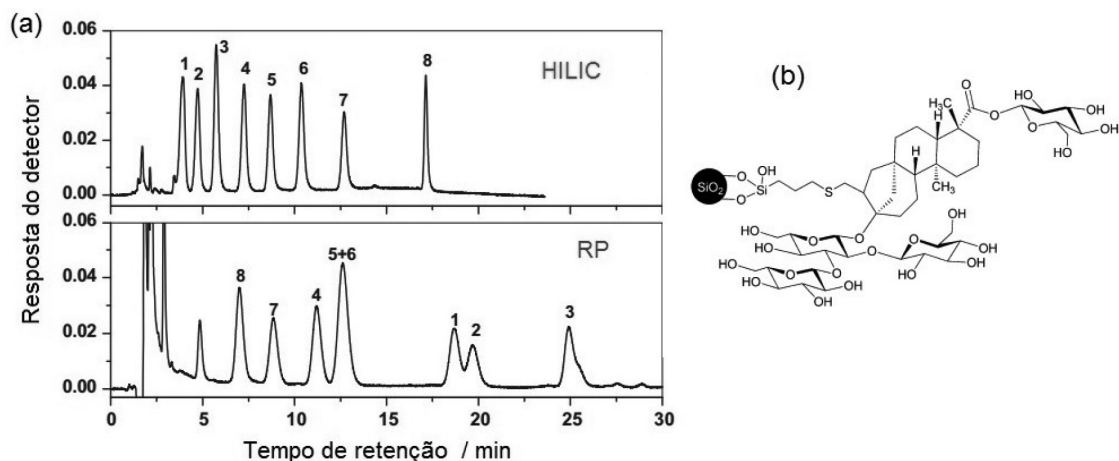 (a)
0.06
0.04
0.02
0.00
1
2
3
4
5
6
7
8
HILIC
0.06
0.04
0.02
0.00
8
7
4
5+6
1
2
3
RP
0
5
10
15
20
25
30
Resposta do detector
Tempo de retenção / min
(b)
SiO2
O
O
Si
OH
S
H
H
H3C
CH3
O
O
O
HO
OH
OH
HO
O
HO
O
HO
O
O
HO
OH
OH
OH
HO
O
O
HO
OH
OH